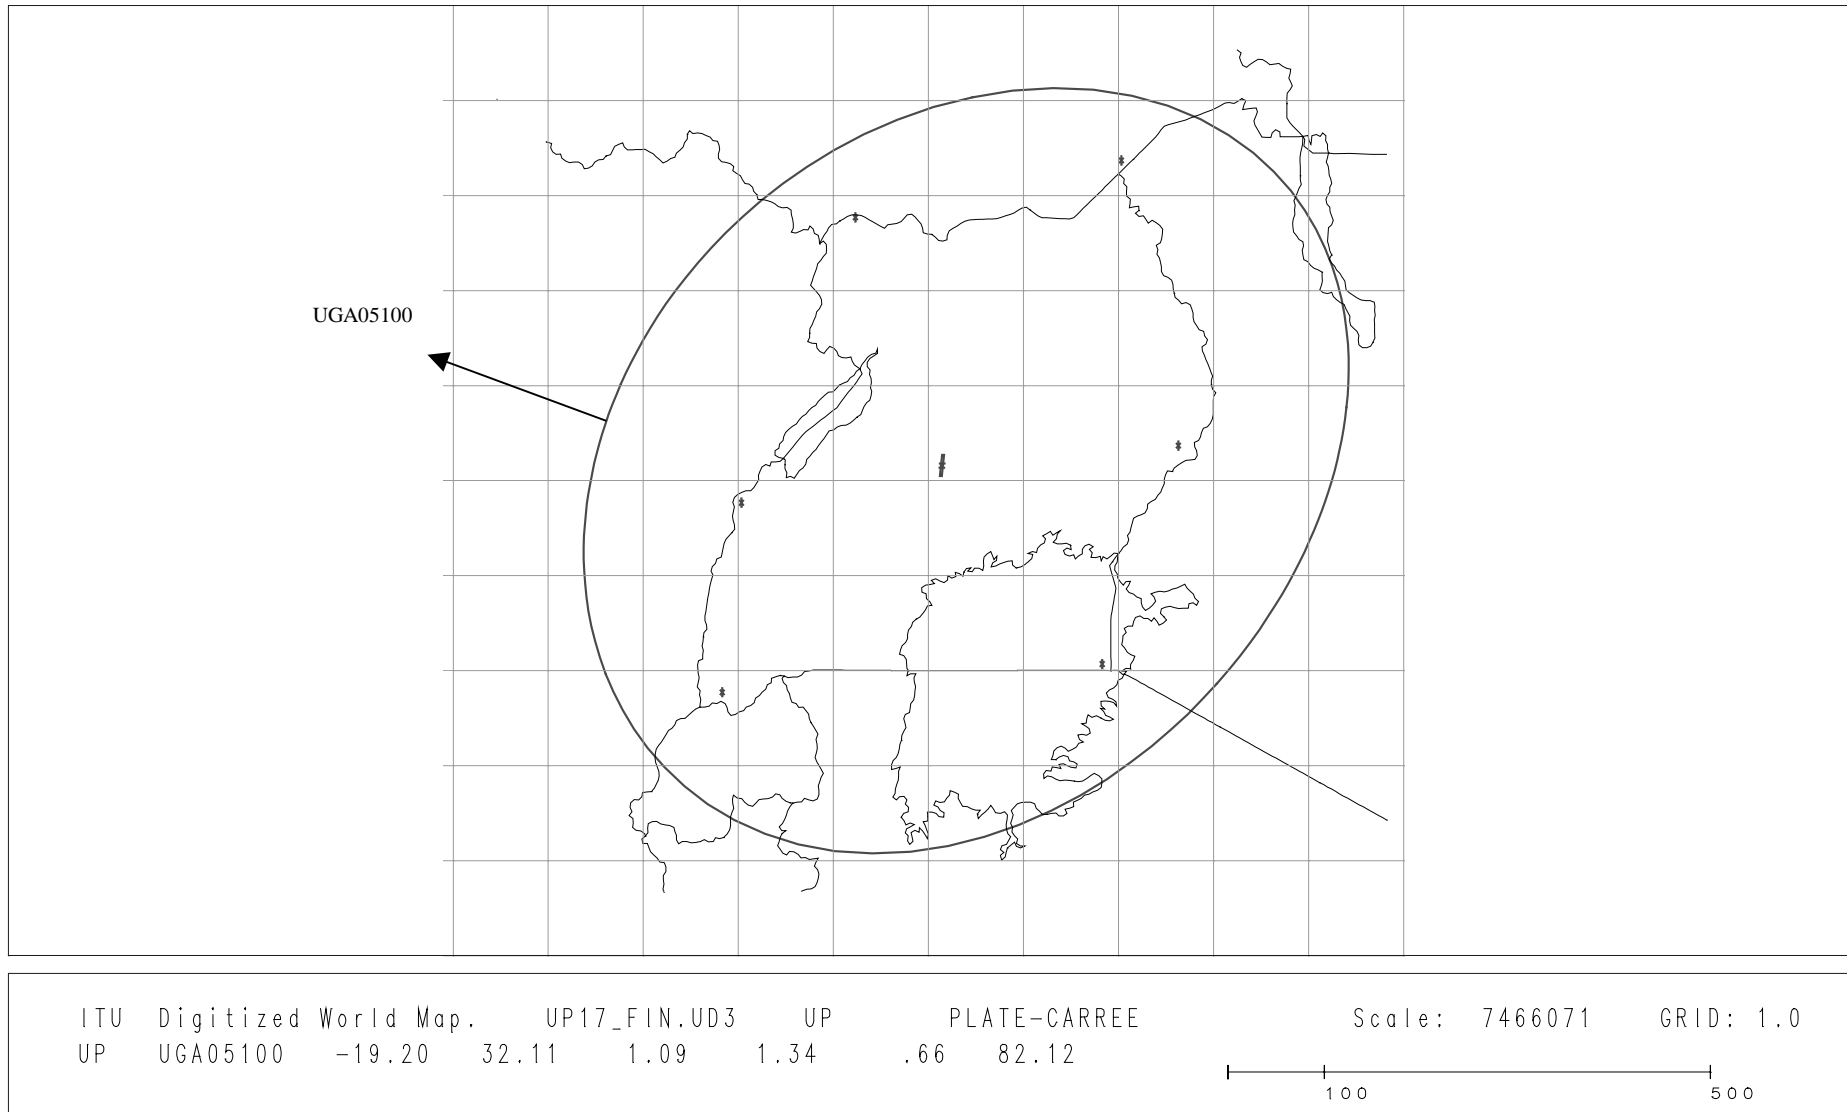 UGA05100
ITU Digitized World Map. UP17_FIN.UD3 UP PLATE-CARREE Scale: 7466071 GRID: 1.0
UP UGA05100 -19.20 32.11 1.09 1.34 .66 82.12
100 500